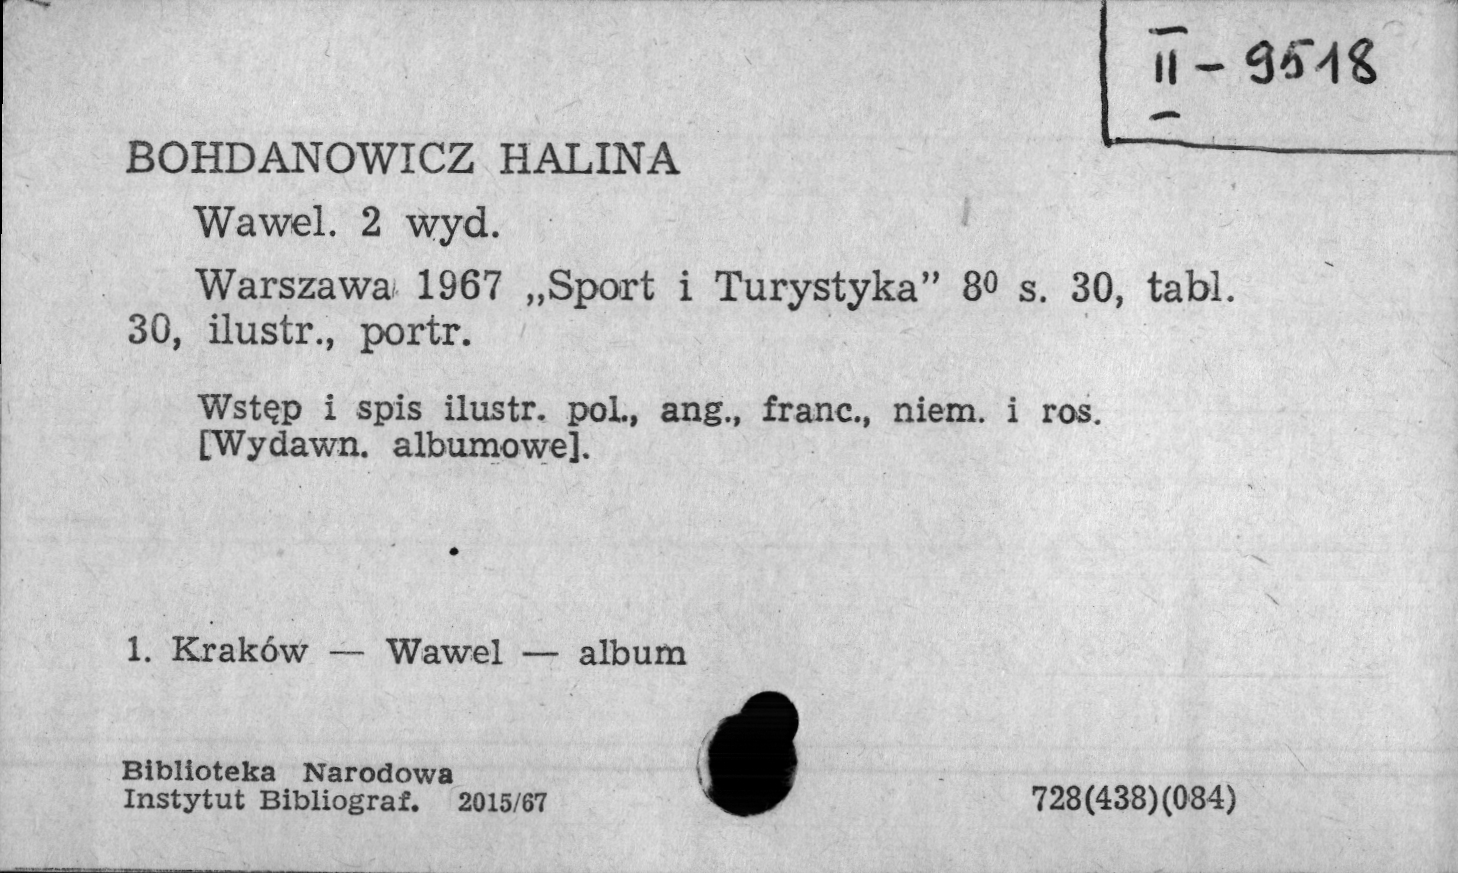 II - 9518
BOHDANOWICZ HALINA
Wawel. 2 wyd.
Warszawa 1967 „Sport i Turystyka” 8⁰ s. 30, tabl.
30, ilustr., portr.
Wstęp i spis ilustr. pol., ang., franc., niem. i ros.
[Wydawn. albumowe].
1. Kraków — Wawel — album
Biblioteka Narodowa
Instytut Bibliograf. 2015/67
728(438)(084)